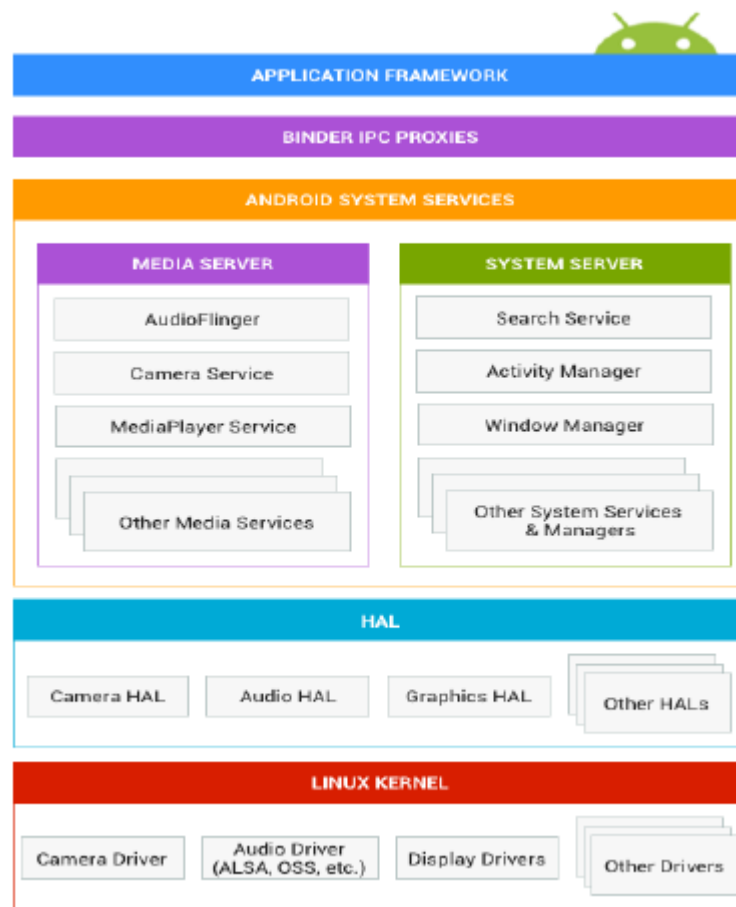 APPLICATION FRAMEWORK
BINDER IPC PROXIES
ANDROID SYSTEM SERVICES
MEDIA SERVER
AudioFlinger
Camera Service
MediaPlayer Service
Other Media Services
SYSTEM SERVER
Search Service
Activity Manager
Window Manager
Other System Services
& Managers
HAL
Camera HAL
Audio HAL
Graphics HAL
Other HALs
LINUX KERNEL
Camera Driver
Audio Driver
(ALSA, OSS, etc.)
Display Drivers
Other Drivers